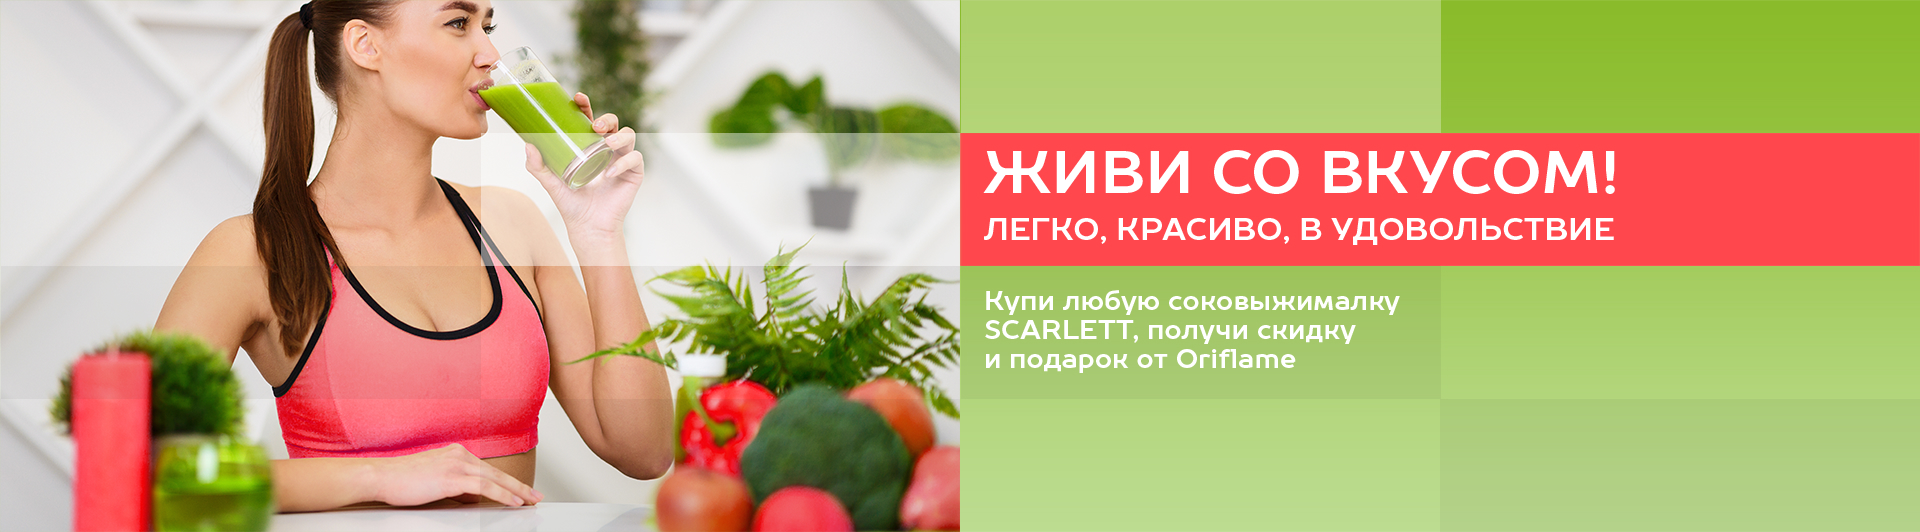 ЖИВИ СО ВКУСОМ!
ЛЕГКО, КРАСИВО, В УДОВОЛЬСТВИЕ
Купи любую соковыжималку
SCARLETT, получи скидку
и подарок от Oriflame